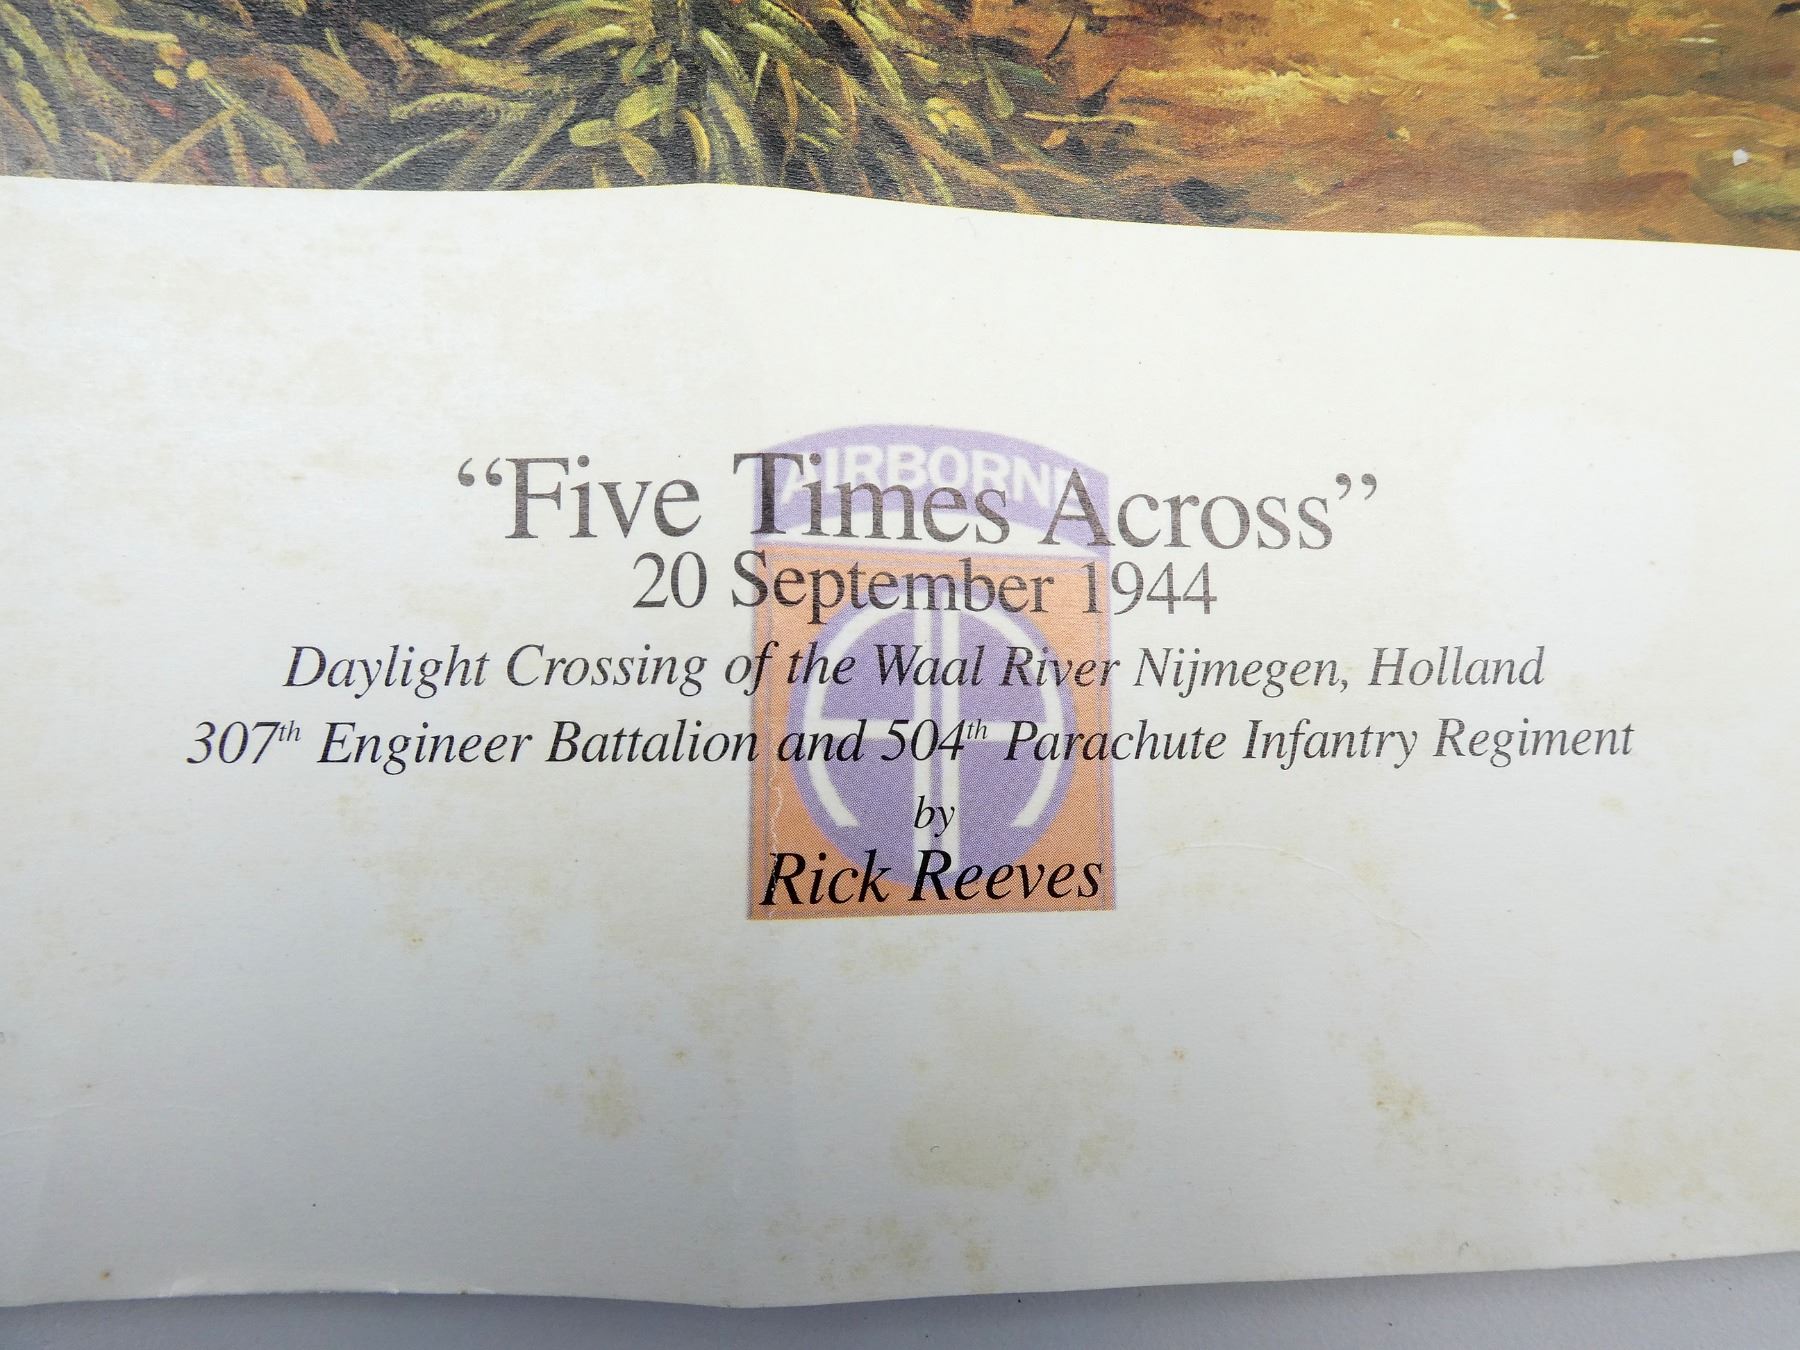 AIRBORNE
“Five Times Across”
20 September 1944
Daylight Crossing of the Waal River Nijmegen, Holland
307th Engineer Battalion and 504th Parachute Infantry Regiment
by
Rick Reeves